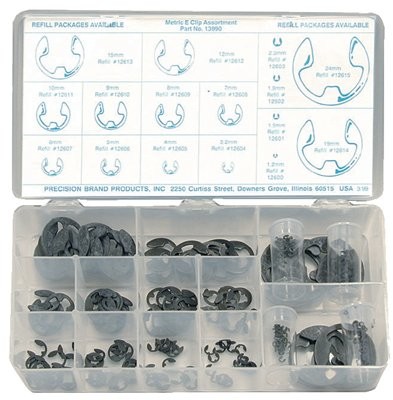 REFILL PACKAGES AVAILABLE
Metric E Clip Assortment
Part No. 13990
REFILL PACKAGES AVAILABLE
15mm
Refill #12613
12mm
Refill #12612
10mm
Refill #12611
9mm
Refill #12610
8mm
Refill #12609
7mm
Refill #12608
6mm
Refill #12607
5mm
Refill #12606
4mm
Refill #12605
3.2mm
Refill #12604
2.3mm
Refill
#12603
1.9mm
Refill
#12602
1.5mm
Refill
#12601
1.2mm
Refill
#12600
24mm
Refill #12615
19mm
Refill #12614
PRECISION BRAND PRODUCTS, INC 2250 Curtiss Street, Downers Grove, Illinois 60515 USA